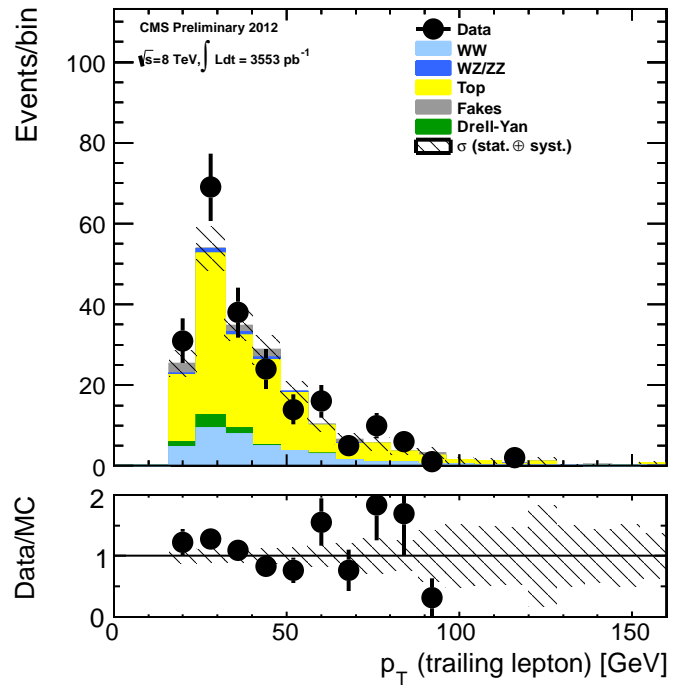 CMS Preliminary 2012
√s=8 TeV,∫ Ldt = 3553 pb⁻¹
Data
WW
WZ/ZZ
Top
Fakes
Drell-Yan
σ (stat. ⊕ syst.)
Events/bin
100
80
60
40
20
0
Data/MC
2
1
0
0 50 100 150
p_T (trailing lepton) [GeV]